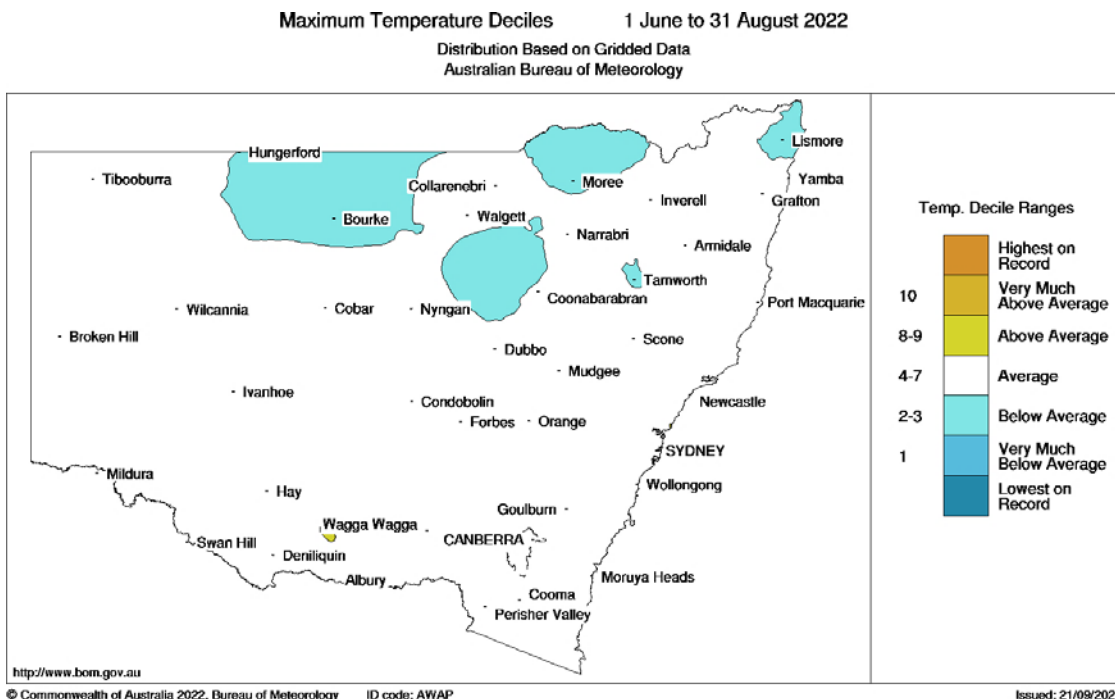 Maximum Temperature Deciles 1 June to 31 August 2022
Distribution Based on Gridded Data
Australian Bureau of Meteorology
Hungerford
Lismore
Tibooburra
Collarenebri
Moree
Yamba
Inverell
Grafton
Bourke
Walgett
Narrabri
Armidale
Tamworth
Coonabarabran
Port Macquarie
Wilcannia
Cobar
Nyngan
Broken Hill
Dubbo
Scone
Mudgee
Ivanhoe
Condobolin
Newcastle
Forbes
Orange
SYDNEY
Mildura
Wollongong
Hay
Goulburn
Wagga Wagga
CANBERRA
Swan Hill
Deniliquin
Albury
Moruya Heads
Cooma
Perisher Valley
Temp. Decile Ranges
Highest on
Record
10 Very Much
Above Average
8-9 Above Average
4-7 Average
2-3 Below Average
1 Very Much
Below Average
Lowest on
Record
http://www.bom.gov.au
© Commonwealth of Australia 2022, Bureau of Meteorology ID code: AWAP Issued: 21/09/202